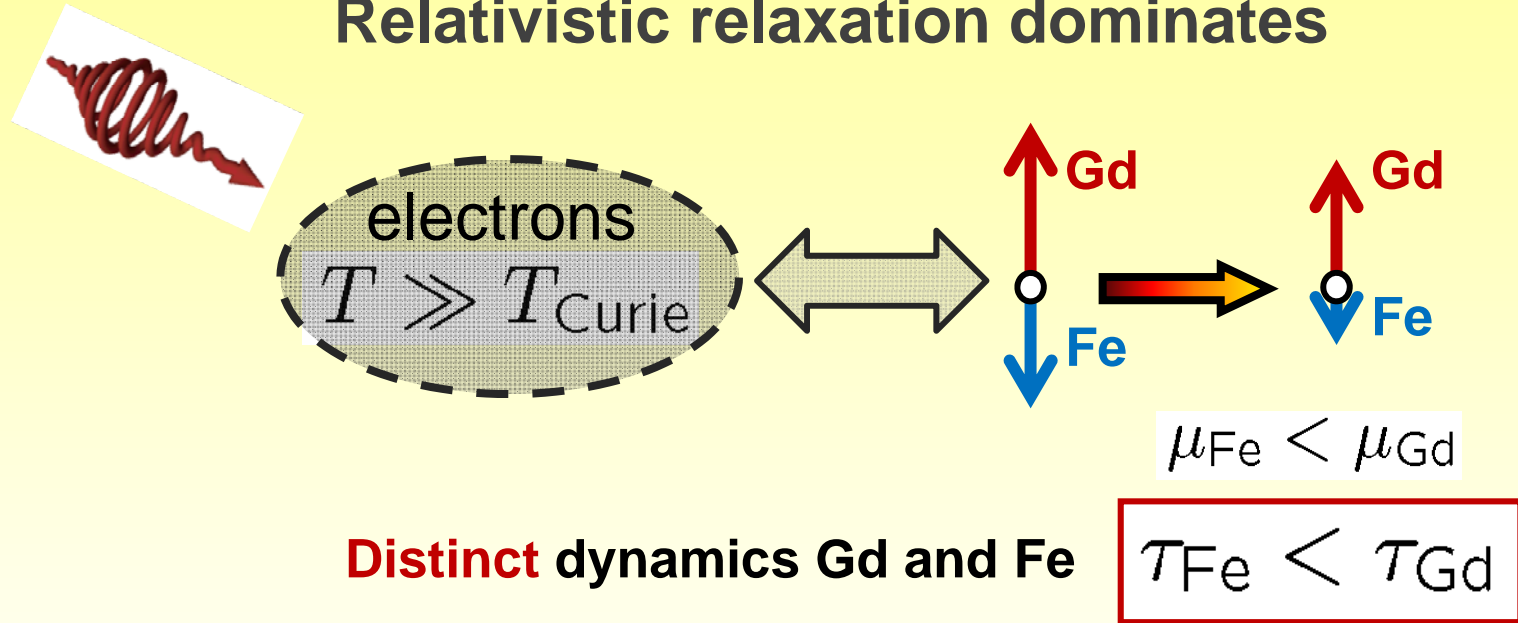 Relativistic relaxation dominates
electrons
T ≫ T_Curie
Gd
Fe
Gd
Fe
μ_Fe < μ_Gd
Distinct dynamics Gd and Fe
τ_Fe < τ_Gd